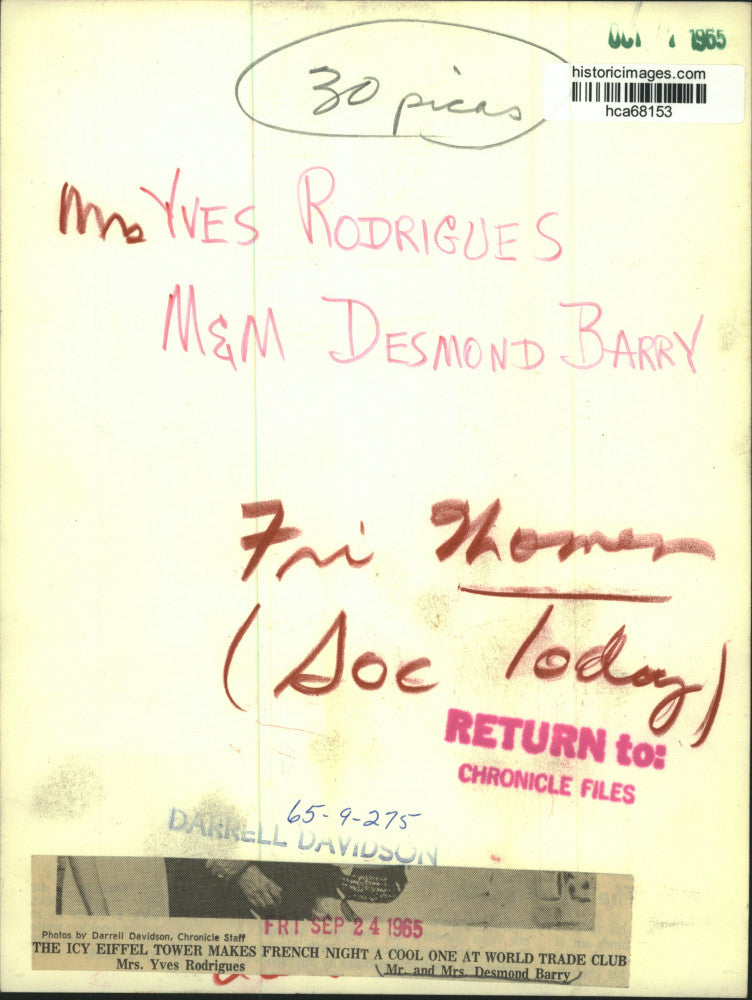 OCT 1 1965
30 picas
historicimages.com
hca68153
Mrs YVES RODRIGUES
M&M DESMOND BARRY
Fri
(Soc Today)
RETURN to:
CHRONICLE FILES
65-9-275
DARRELL DAVIDSON
FRI SEP 24 1965
Photos by Darrell Davidson, Chronicle Staff
THE ICY EIFFEL TOWER MAKES FRENCH NIGHT A COOL ONE AT WORLD TRADE CLUB
Mrs. Yves Rodrigues Mr. and Mrs. Desmond Barry